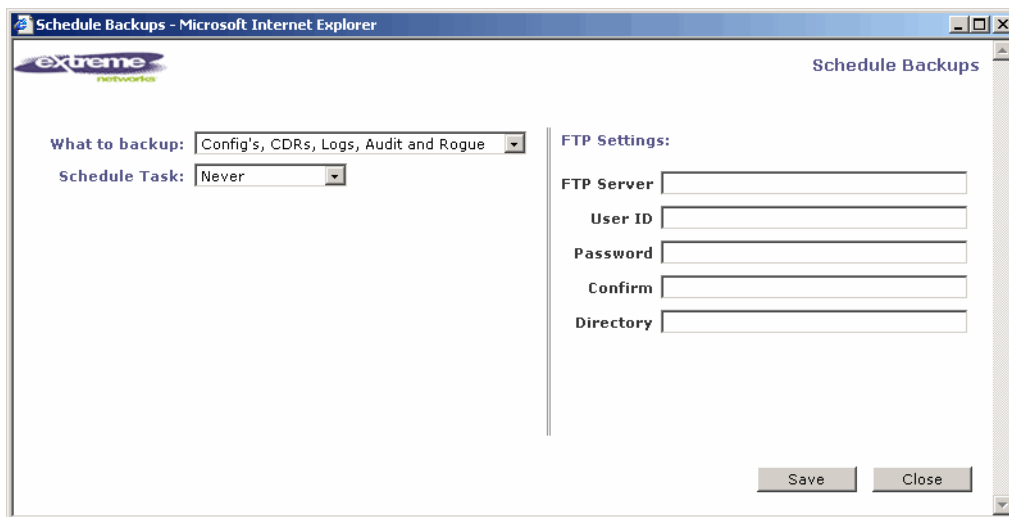 Schedule Backups - Microsoft Internet Explorer
extreme
networks
Schedule Backups
What to backup: Config's, CDRs, Logs, Audit and Rogue
Schedule Task: Never
FTP Settings:
FTP Server
User ID
Password
Confirm
Directory
Save Close